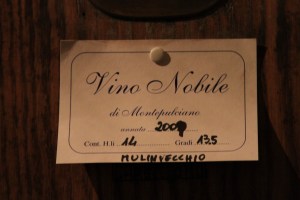 Vino Nobile
di Montepulciano
annata 2009
Cont. H.li 14 Gradi 13.5
MULINVECCHIO